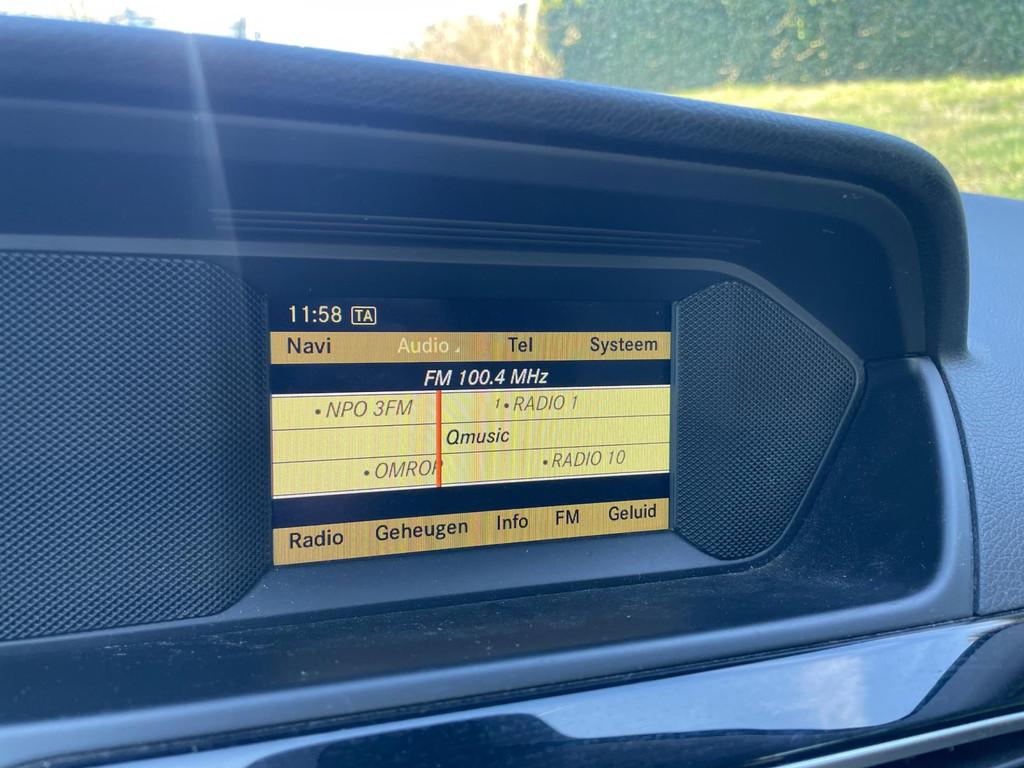 11:58 TA
Navi Audio Tel Systeem
FM 100.4 MHz
•NPO 3FM 1•RADIO 1
Qmusic
•OMROP •RADIO 10
Radio Geheugen Info FM Geluid